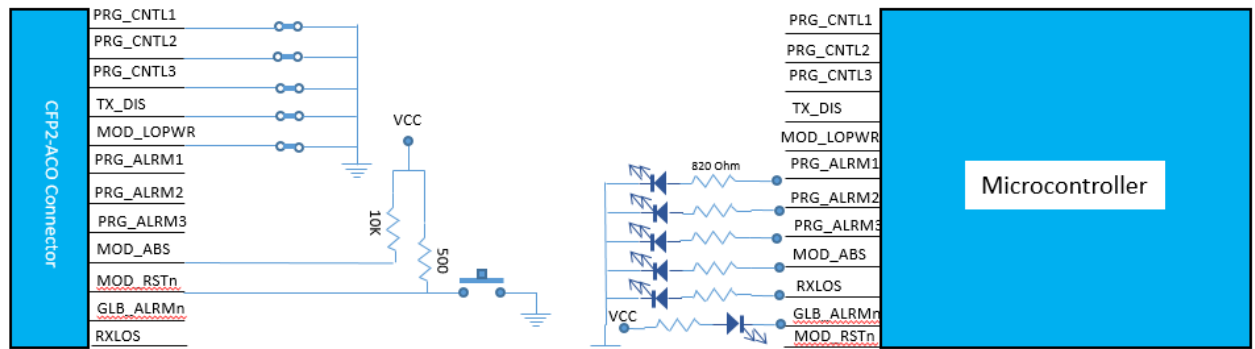 PRG_CNTL1
PRG_CNTL2
PRG_CNTL3
TX_DIS
MOD_LOPWR
PRG_ALRM1
PRG_ALRM2
PRG_ALRM3
MOD_ABS
MOD_RSTn
GLB_ALRMn
RXLOS
CFP2-ACO Connector
VCC
10K
500
820 Ohm
VCC
PRG_CNTL1
PRG_CNTL2
PRG_CNTL3
TX_DIS
MOD_LOPWR
PRG_ALRM1
PRG_ALRM2
PRG_ALRM3
MOD_ABS
RXLOS
GLB_ALRMn
MOD_RSTn
Microcontroller